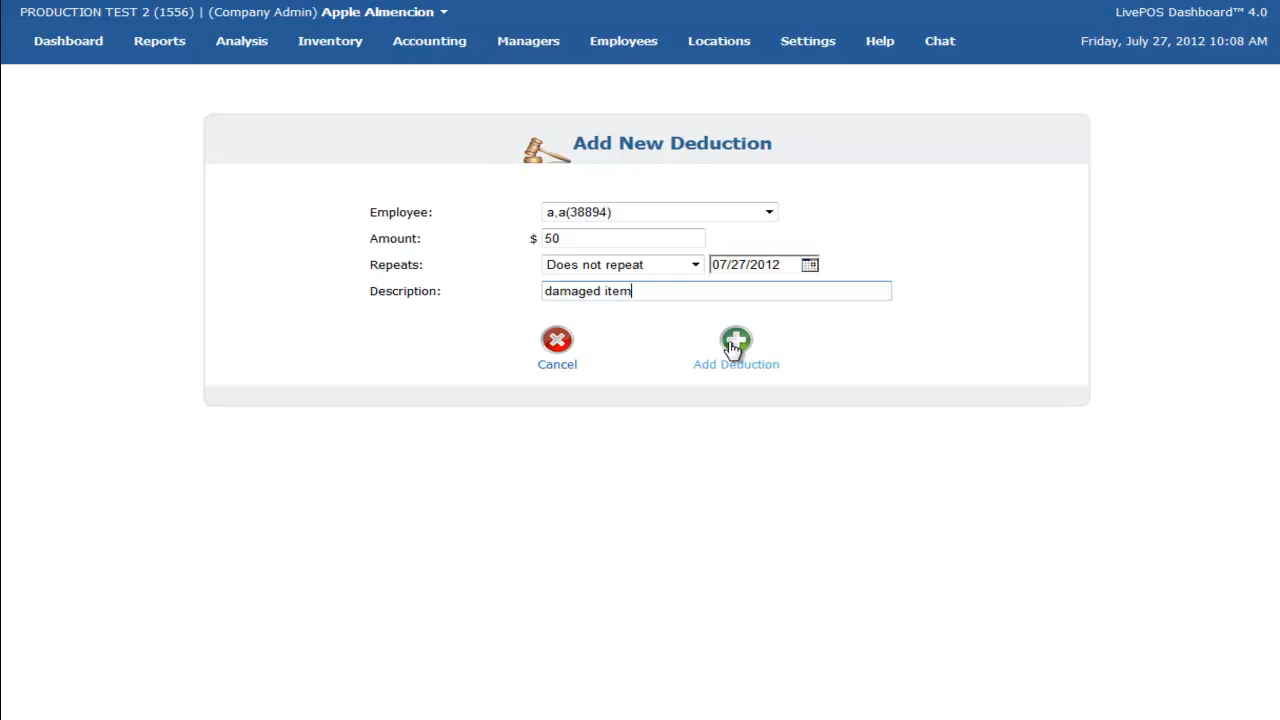 PRODUCTION TEST 2 (1556) | (Company Admin) Apple Almencion
LivePOS Dashboard™ 4.0
Dashboard Reports Analysis Inventory Accounting Managers Employees Locations Settings Help Chat
Friday, July 27, 2012 10:08 AM
Add New Deduction
Employee: a,a(38894)
Amount: $ 50
Repeats: Does not repeat 07/27/2012
Description: damaged item
Cancel Add Deduction